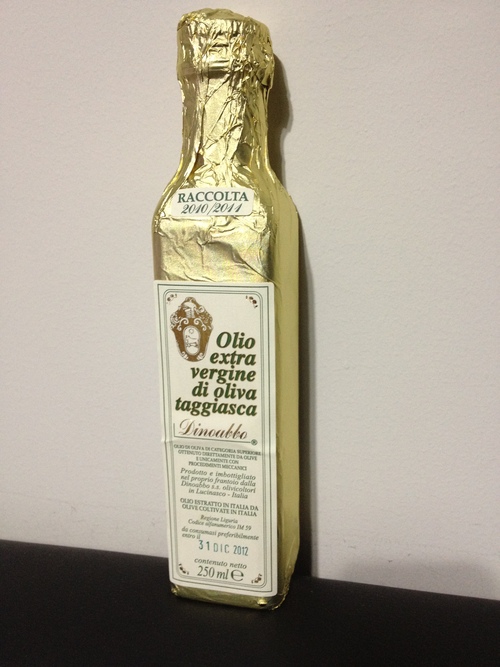 RACCOLTA
2010/2011
Olio
extra
vergine
di oliva
taggiasca
Dinoabbo ®
OLIO DI OLIVA DI CATEGORIA SUPERIORE
OTTENUTO DIRETTAMENTE DA OLIVE
E UNICAMENTE CON
PROCEDIMENTI MECCANICI
Prodotto e imbottigliato
nel proprio frantoio dalla
Dinoabbo s.s. olivicoltori
in Lucinasco - Italia
OLIO ESTRATTO IN ITALIA DA
OLIVE COLTIVATE IN ITALIA
Regione Liguria
Codice alfanumerico IM 59
da consumarsi preferibilmente
entro il 31 DIC 2012
contenuto netto
250 ml e